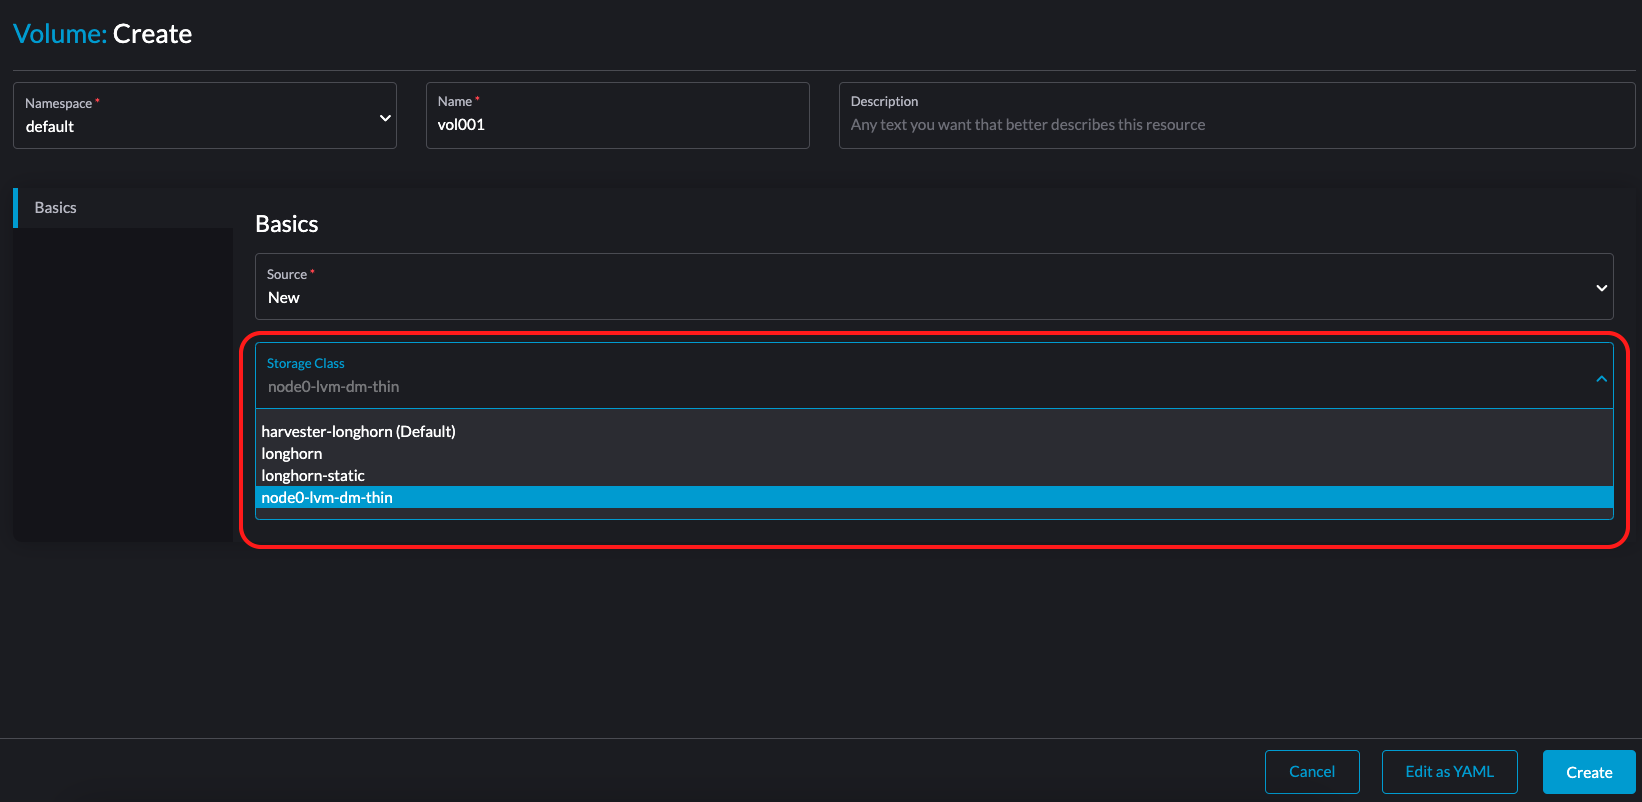 Volume: Create
Namespace *
default
Name *
vol001
Description
Any text you want that better describes this resource
Basics
Basics
Source *
New
Storage Class
node0-lvm-dm-thin
harvester-longhorn (Default)
longhorn
longhorn-static
node0-lvm-dm-thin
Cancel
Edit as YAML
Create